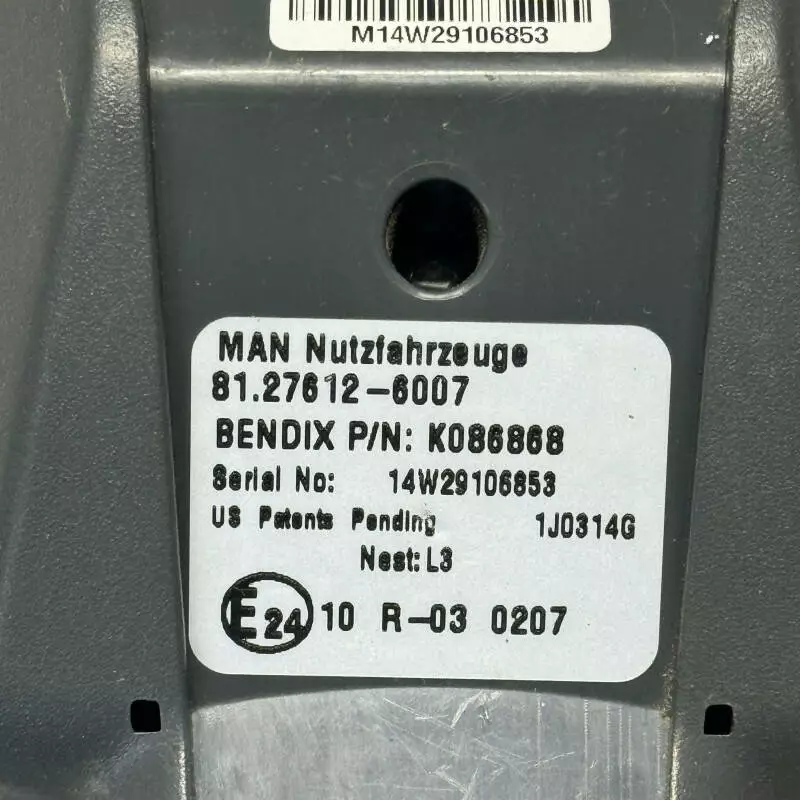 M14W29106853
MAN Nutzfahrzeuge
81.27612-6007
BENDIX P/N: K086868
Serial No: 14W29106853
US Patents Pending 1J0314G
Nest: L3
E24 10 R-03 0207